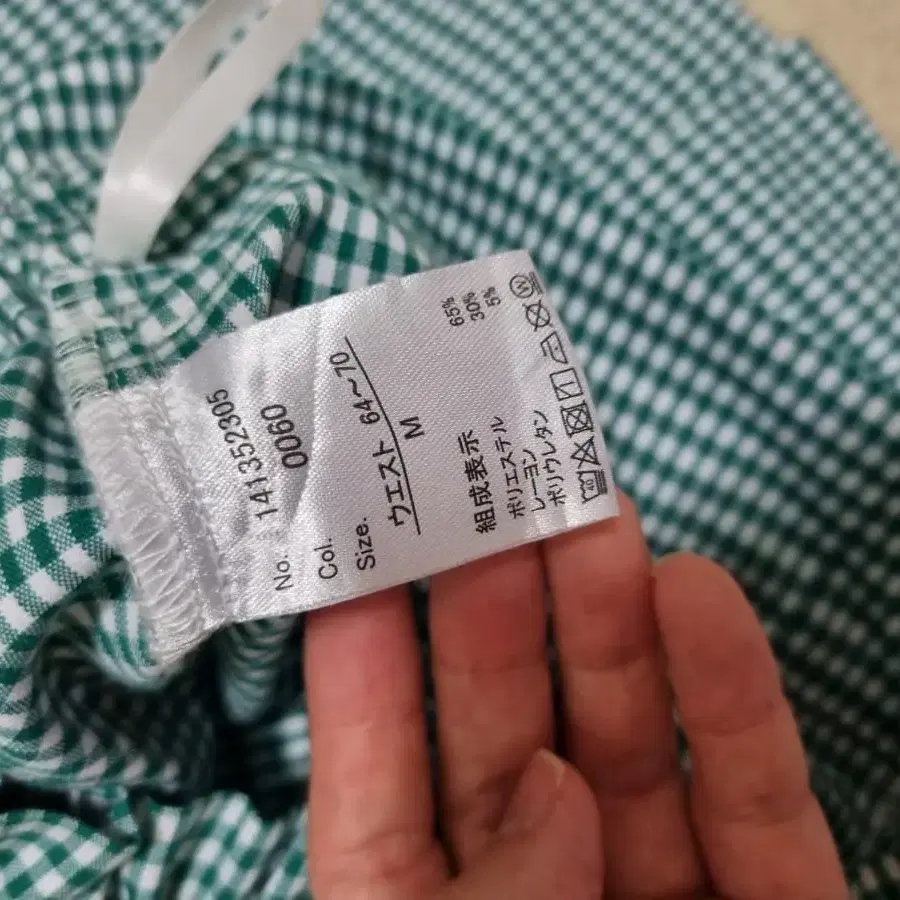 No. 141352305
Col. 0060
Size.
ウエスト 64〜70
M
組成表示
ポリエステル 65%
レーヨン 30%
ポリウレタン 5%
40 W